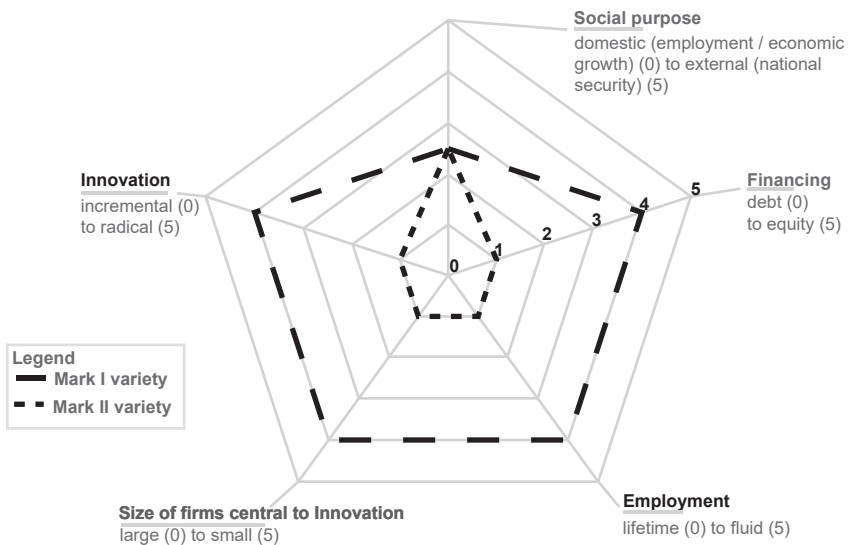 Social purpose
domestic (employment / economic
growth) (0) to external (national
security) (5)
Innovation
incremental (0)
to radical (5)
Financing
debt (0)
to equity (5)
5
4
3
2
1
0
Legend
Mark I variety
Mark II variety
Size of firms central to Innovation
large (0) to small (5)
Employment
lifetime (0) to fluid (5)